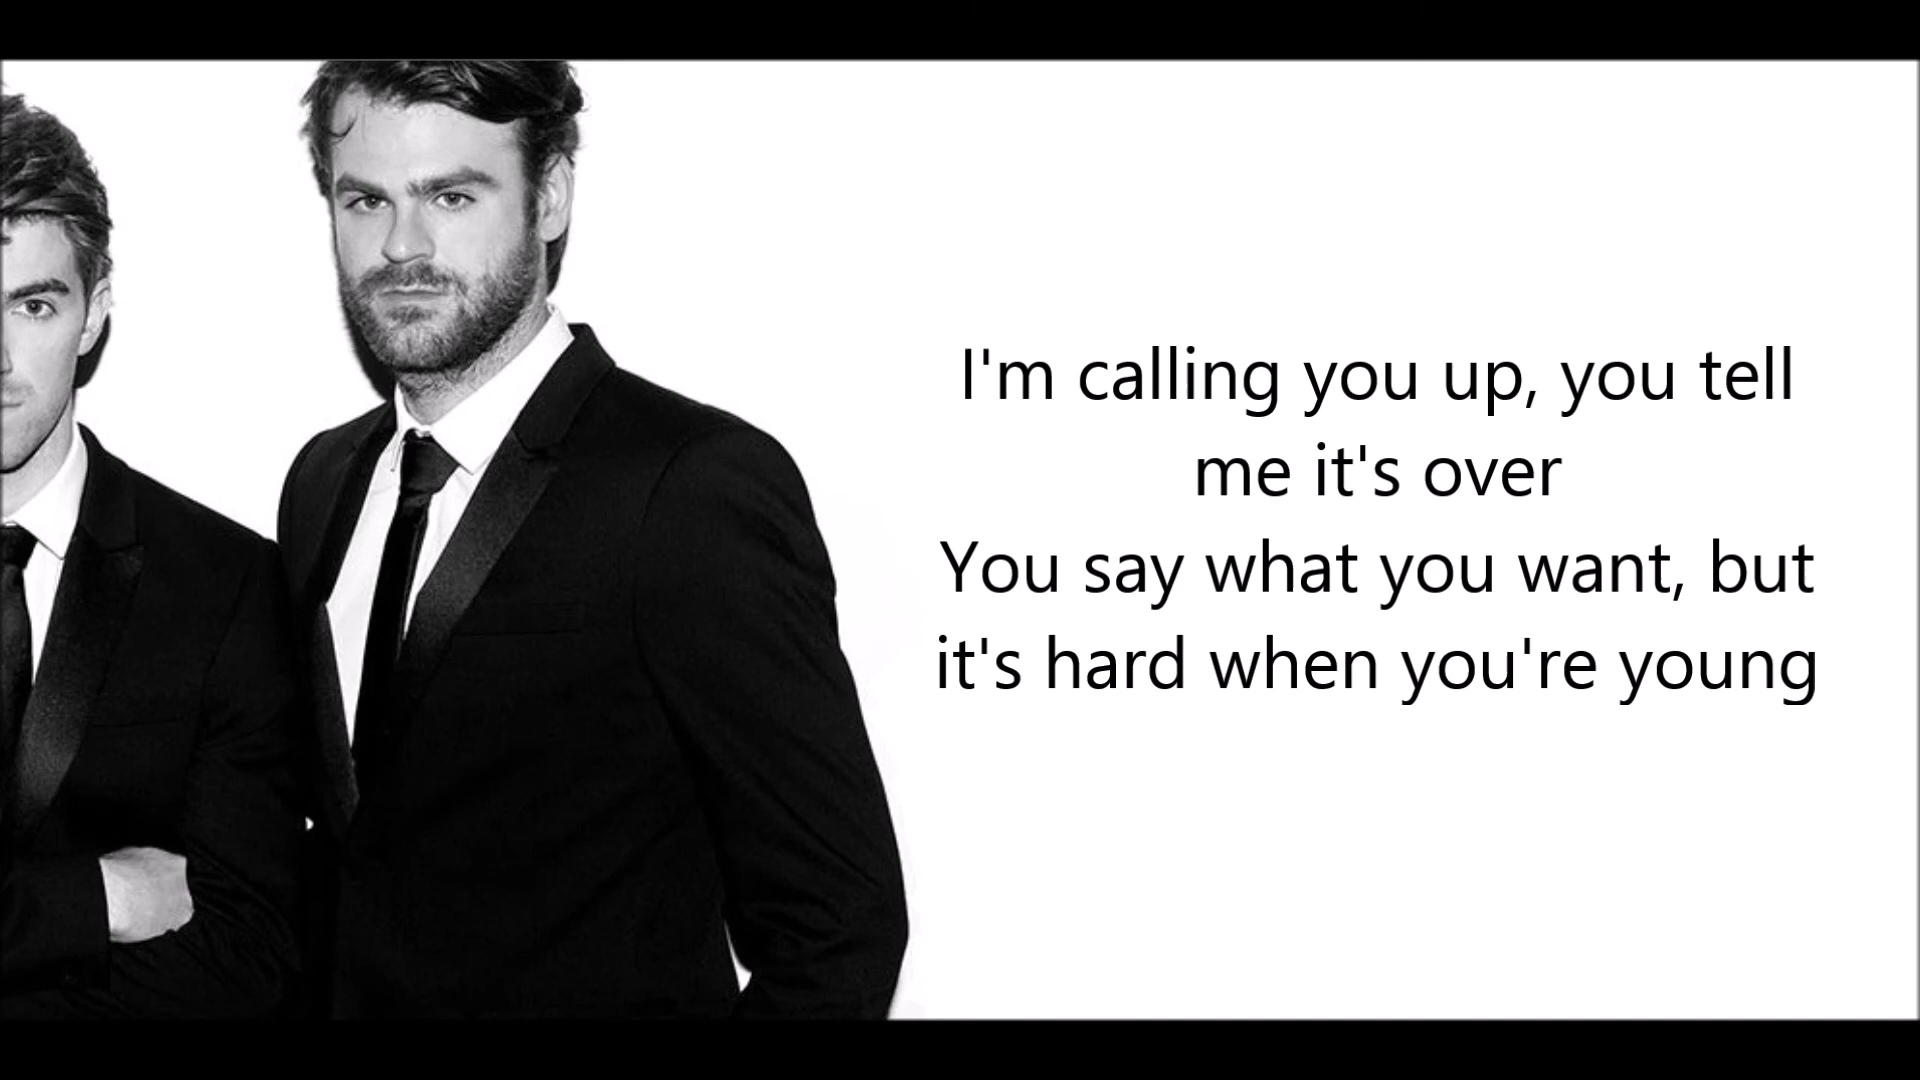 I'm calling you up, you tell
me it's over
You say what you want, but
it's hard when you're young